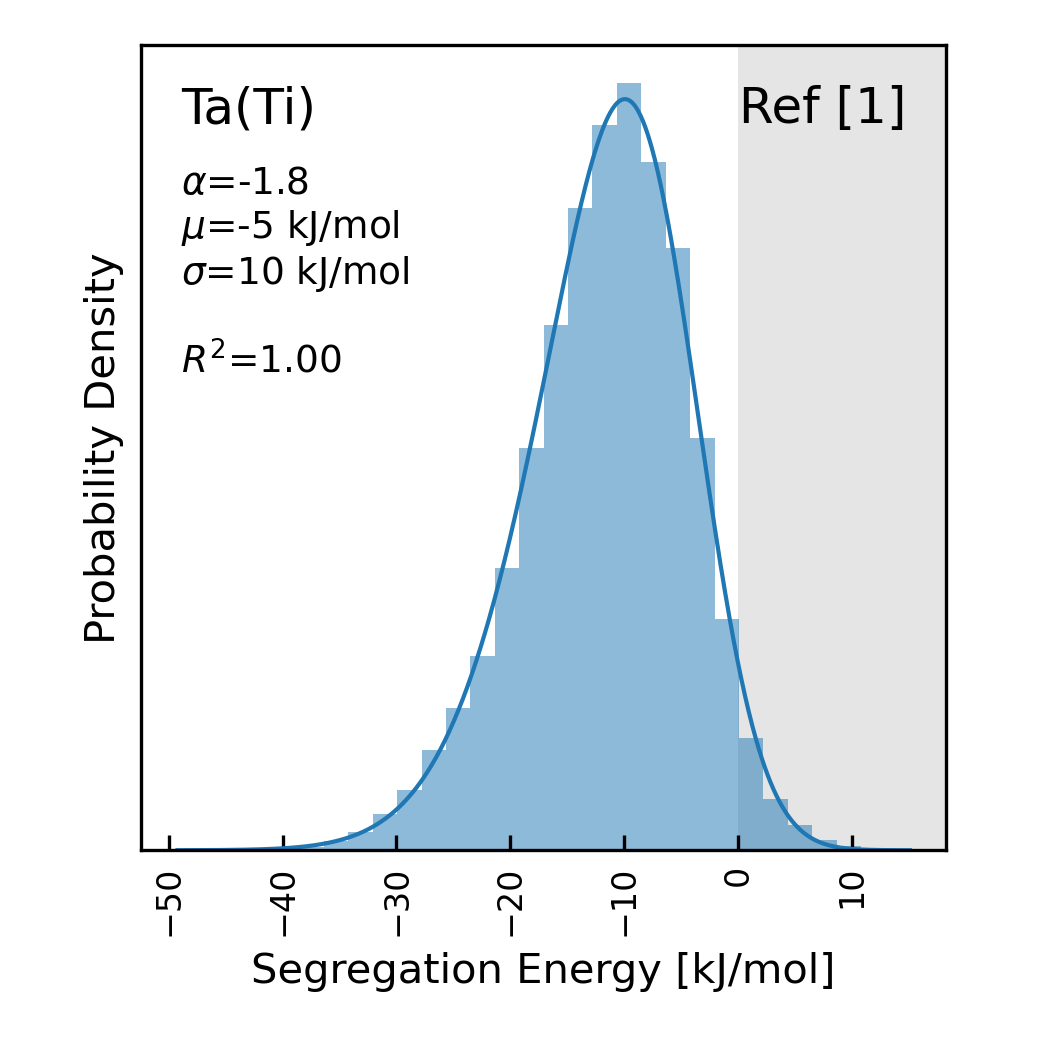 Ta(Ti)
Ref [1]
α=-1.8
μ=-5 kJ/mol
σ=10 kJ/mol
R²=1.00
Probability Density
−50
−40
−30
−20
−10
0
10
Segregation Energy [kJ/mol]